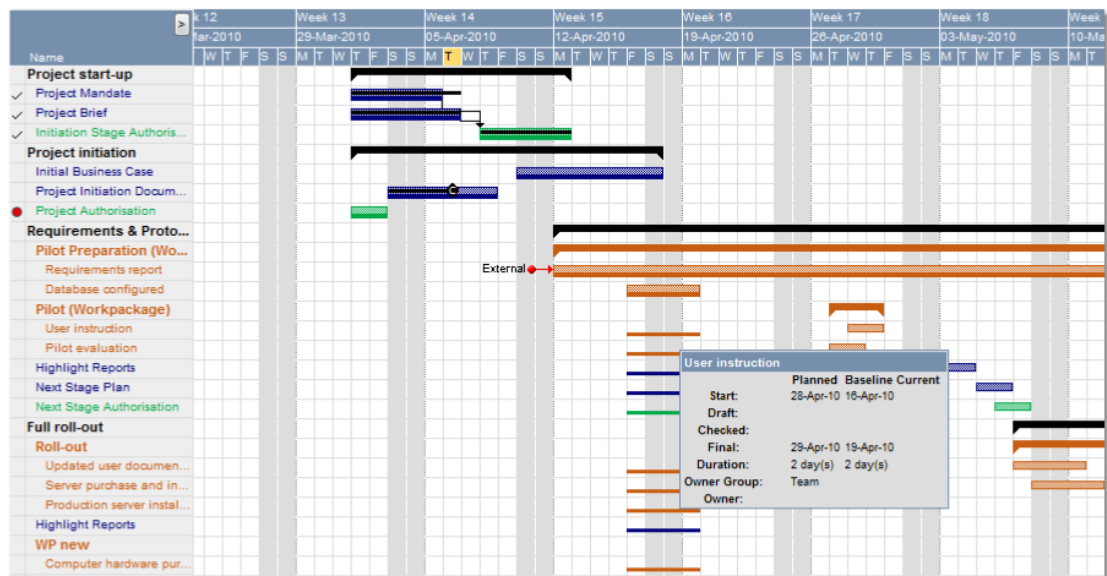 >
k 12 Week 13 Week 14 Week 15 Week 16 Week 17 Week 18 Week
Mar-2010 29-Mar-2010 05-Apr-2010 12-Apr-2010 19-Apr-2010 26-Apr-2010 03-May-2010 10-Ma
Name W T F S S M T W T F S S M T W T F S S M T W T F S S M T W T F S S M T W T F S S M T W T F S S M T
Project start-up
Project Mandate
Project Brief
Initiation Stage Authoris...
Project initiation
Initial Business Case
Project Initiation Docum...
C
Project Authorisation
Requirements & Proto...
Pilot Preparation (Wo...
Requirements report
External
Database configured
Pilot (Workpackage)
User instruction
Pilot evaluation
Highlight Reports
Next Stage Plan
Next Stage Authorisation
Full roll-out
Roll-out
Updated user documen...
Server purchase and in...
Production server instal...
Highlight Reports
WP new
Computer hardware pur...
User instruction
Planned Baseline Current
Start: 28-Apr-10 16-Apr-10
Draft:
Checked:
Final: 29-Apr-10 19-Apr-10
Duration: 2 day(s) 2 day(s)
Owner Group: Team
Owner: